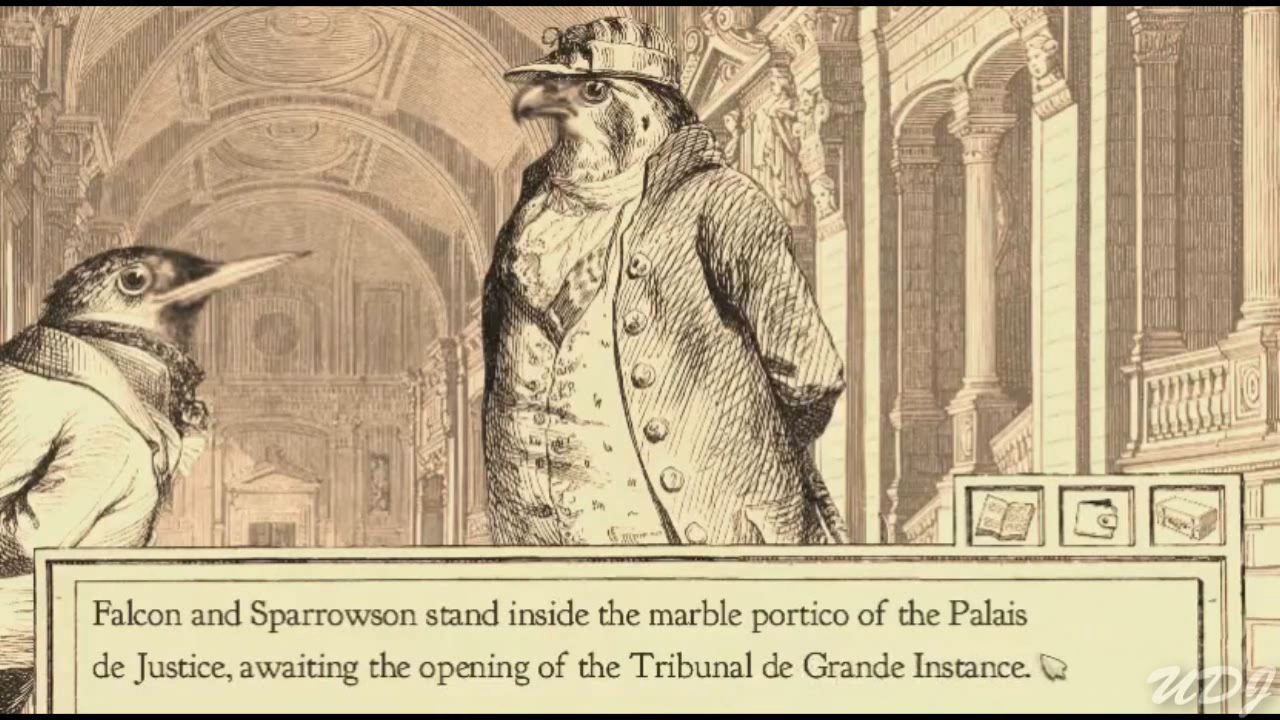 Falcon and Sparrowson stand inside the marble portico of the Palais
de Justice, awaiting the opening of the Tribunal de Grande Instance.
UDJ